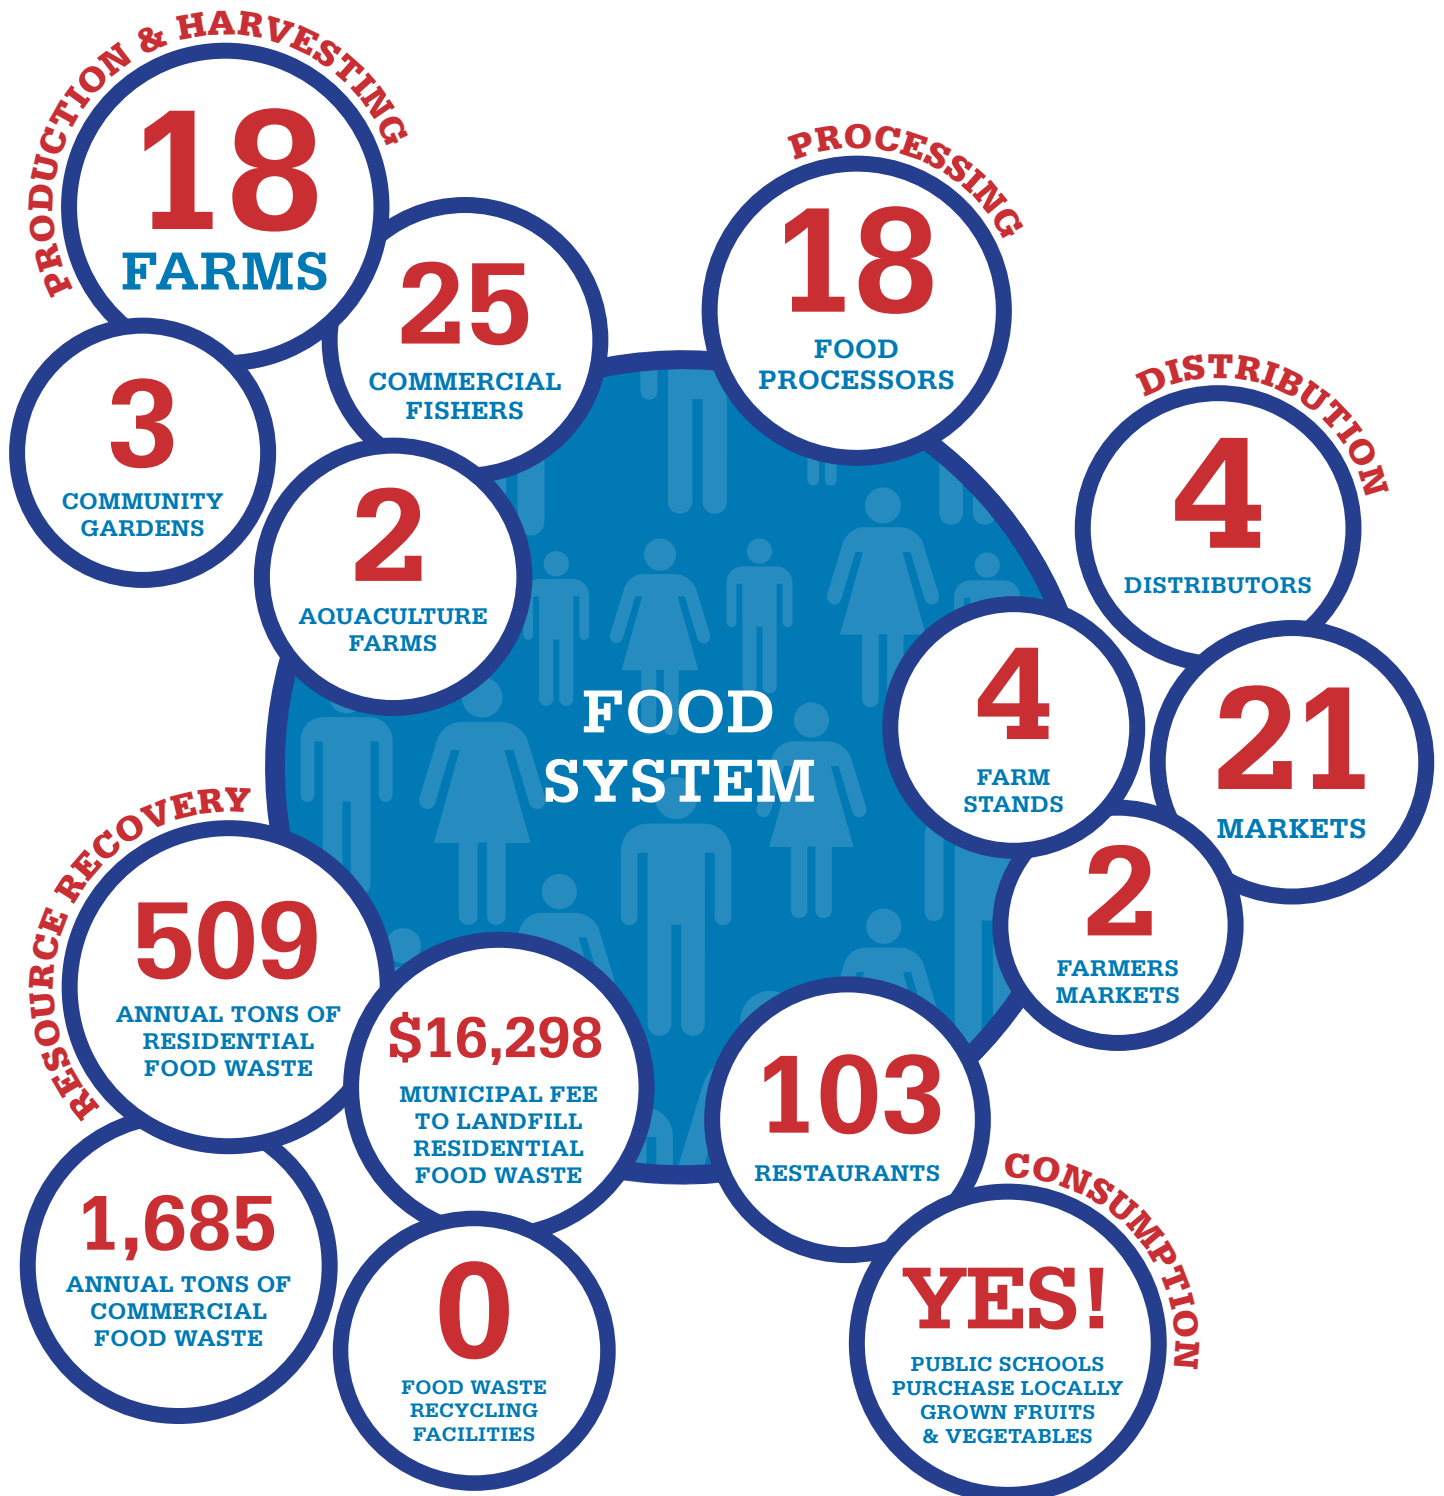 PRODUCTION & HARVESTING
18
FARMS
25
COMMERCIAL
FISHERS
3
COMMUNITY
GARDENS
2
AQUACULTURE
FARMS
PROCESSING
18
FOOD
PROCESSORS
DISTRIBUTION
4
DISTRIBUTORS
4
FARM
STANDS
21
MARKETS
2
FARMERS
MARKETS
FOOD
SYSTEM
RESOURCE RECOVERY
509
ANNUAL TONS OF
RESIDENTIAL
FOOD WASTE
$16,298
MUNICIPAL FEE
TO LANDFILL
RESIDENTIAL
FOOD WASTE
1,685
ANNUAL TONS OF
COMMERCIAL
FOOD WASTE
0
FOOD WASTE
RECYCLING
FACILITIES
103
RESTAURANTS
CONSUMPTION
YES!
PUBLIC SCHOOLS
PURCHASE LOCALLY
GROWN FRUITS
& VEGETABLES